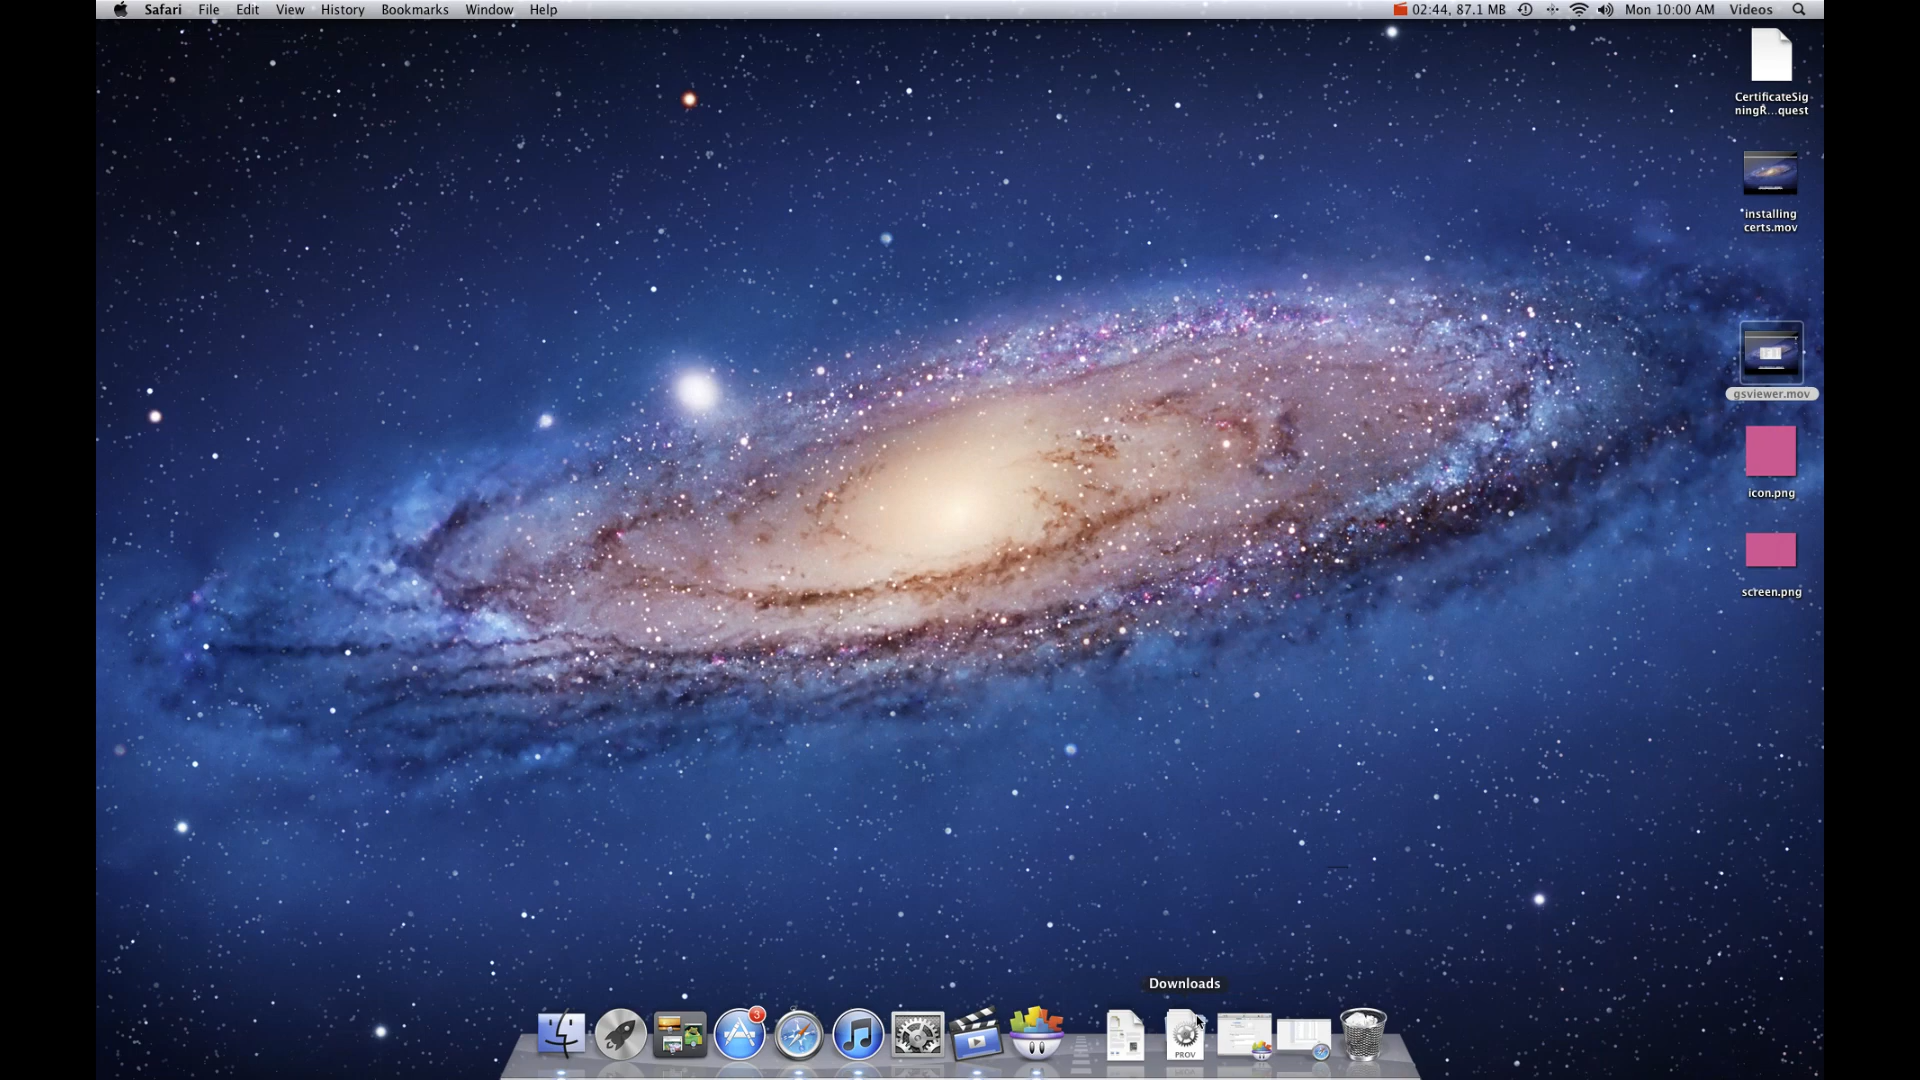 Safari File Edit View History Bookmarks Window Help
02:44, 87.1 MB Mon 10:00 AM Videos
CertificateSig
ningR...quest
installing
certs.mov
gsviewer.mov
icon.png
screen.png
Downloads
3
PROV